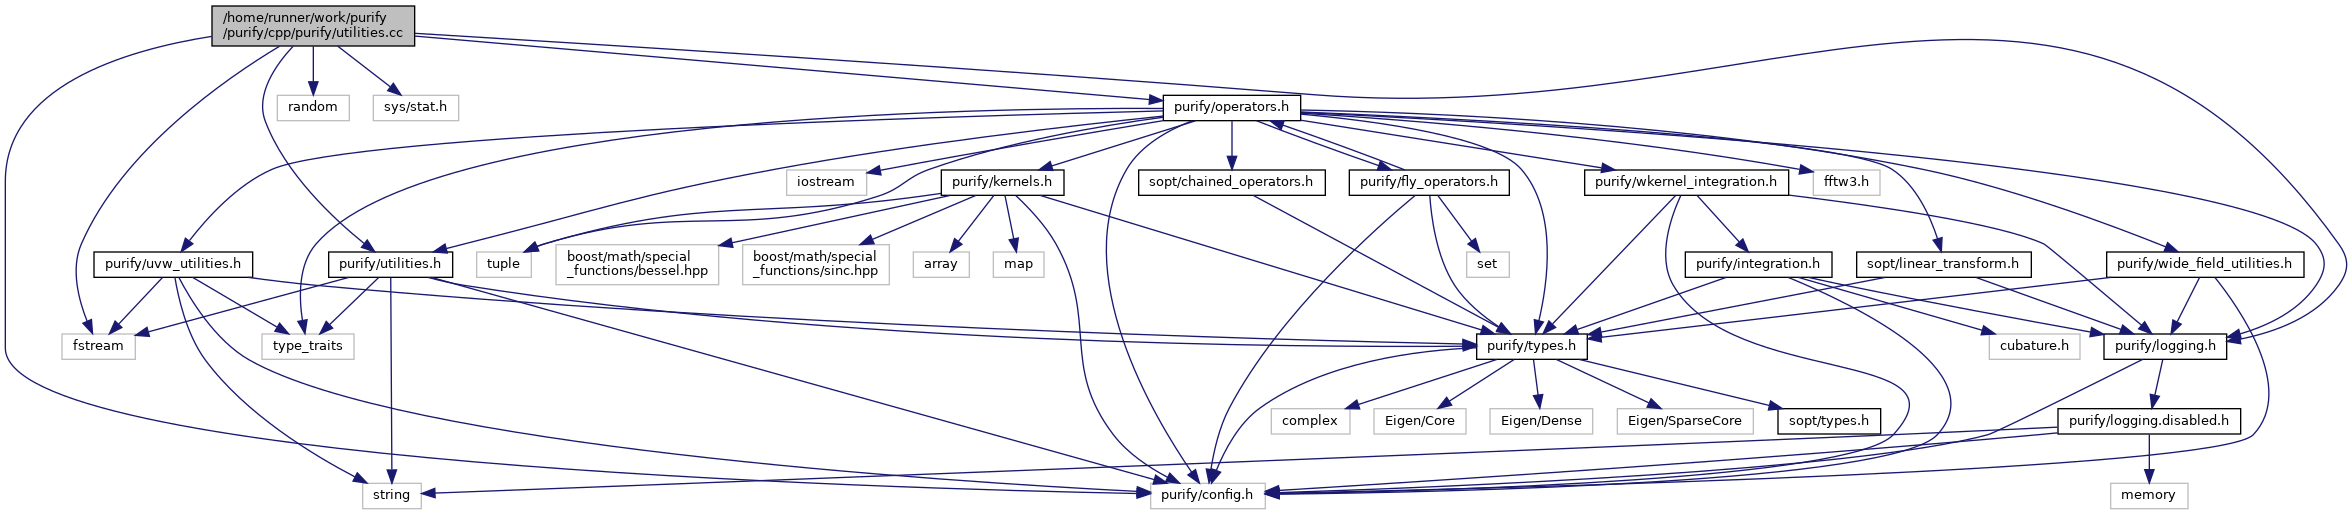 /home/runner/work/purify
/purify/cpp/purify/utilities.cc
random
sys/stat.h
purify/operators.h
iostream
purify/kernels.h
sopt/chained_operators.h
purify/fly_operators.h
purify/wkernel_integration.h
fftw3.h
purify/uvw_utilities.h
purify/utilities.h
tuple
boost/math/special
_functions/bessel.hpp
boost/math/special
_functions/sinc.hpp
array
map
set
purify/integration.h
sopt/linear_transform.h
purify/wide_field_utilities.h
fstream
type_traits
purify/types.h
cubature.h
purify/logging.h
complex
Eigen/Core
Eigen/Dense
Eigen/SparseCore
sopt/types.h
purify/logging.disabled.h
string
purify/config.h
memory